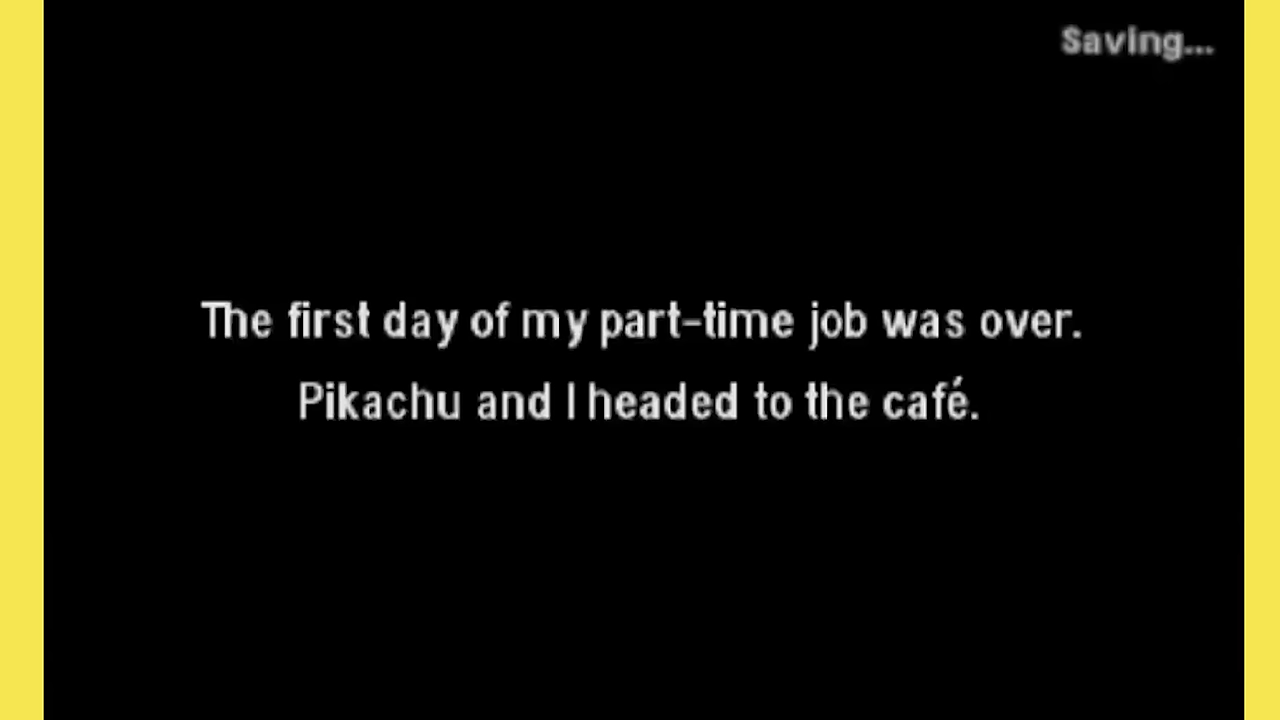 Saving...
The first day of my part-time job was over.
Pikachu and I headed to the café.